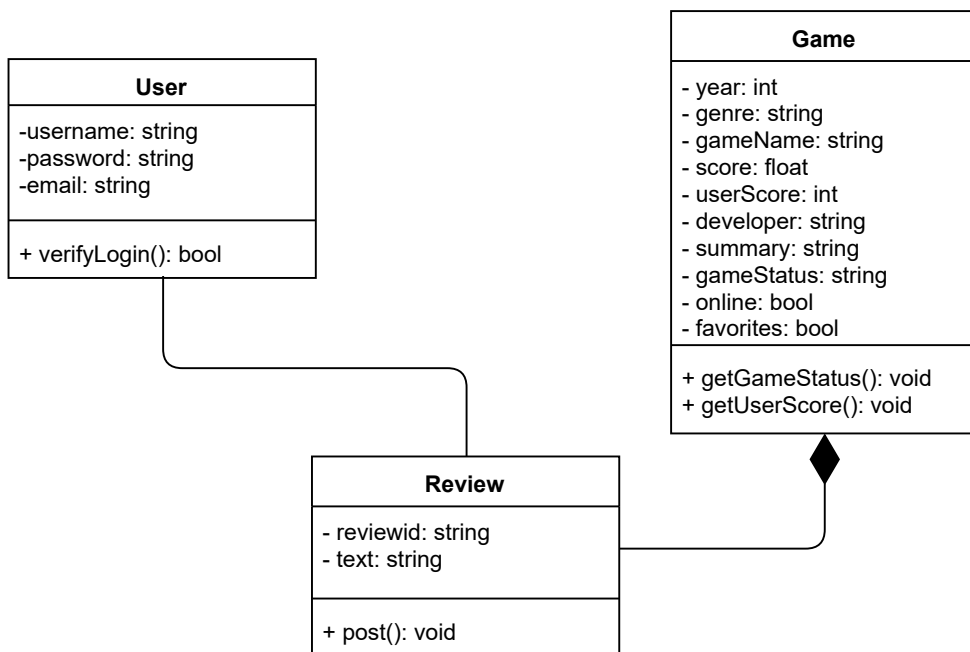 User
-username: string
-password: string
-email: string
+ verifyLogin(): bool
Game
- year: int
- genre: string
- gameName: string
- score: float
- userScore: int
- developer: string
- summary: string
- gameStatus: string
- online: bool
- favorites: bool
+ getGameStatus(): void
+ getUserScore(): void
Review
- reviewid: string
- text: string
+ post(): void